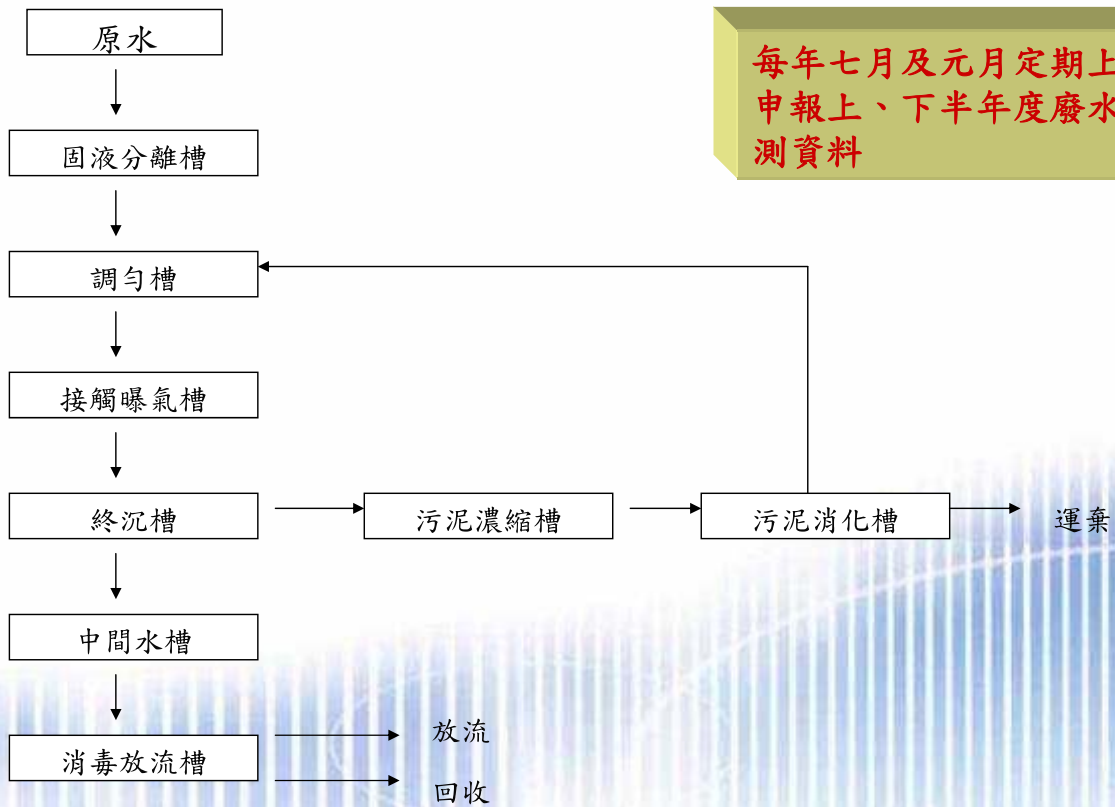 原水
每年七月及元月定期上
申報上、下半年度廢水
測資料
固液分離槽
調勻槽
接觸曝氣槽
終沉槽
污泥濃縮槽
污泥消化槽
運棄
中間水槽
消毒放流槽
放流
回收